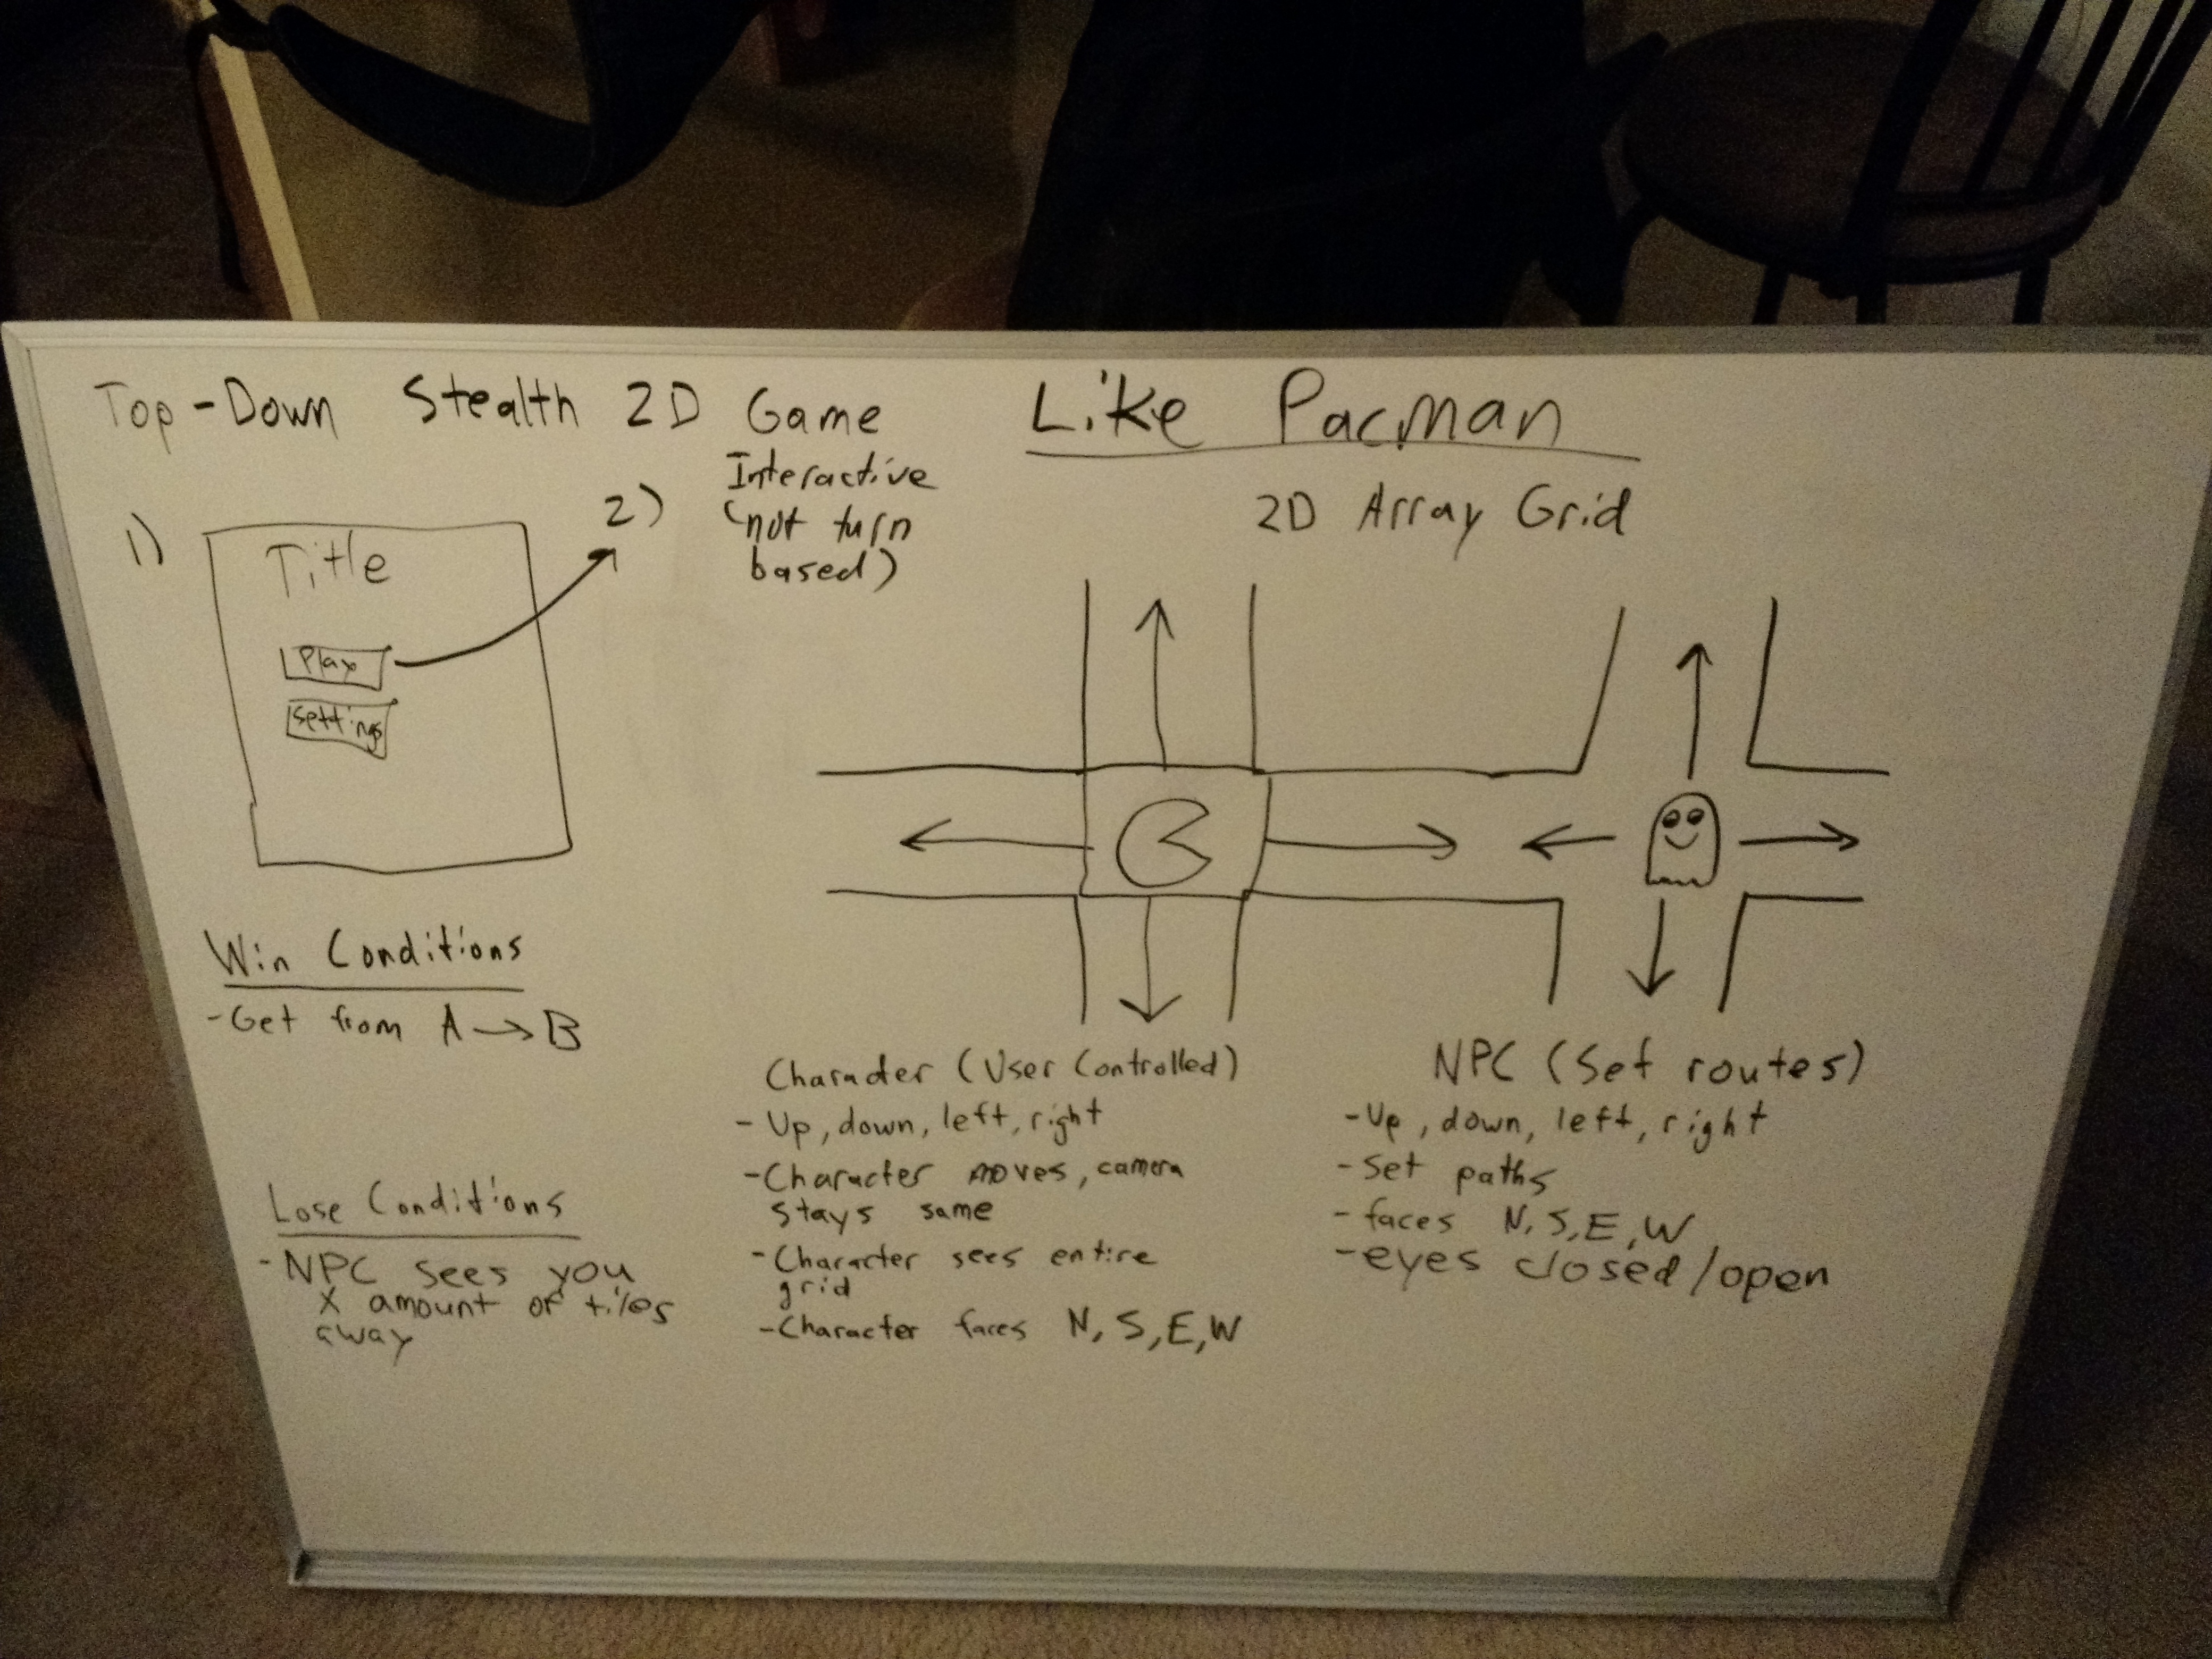 Top-Down Stealth 2D Game
Like Pacman
Interactive
(not turn
based)
2D Array Grid
1)
Title
Play
Settings
2)
Win Conditions
-Get from A → B
Lose Conditions
-NPC sees you
X amount of tiles
away
Character (User Controlled)
- Up, down, left, right
-Character moves, camera
stays same
-Character sees entire
grid
-Character faces N, S, E, W
NPC (Set routes)
-Up, down, left, right
-Set paths
-faces N, S, E, W
-eyes closed/open